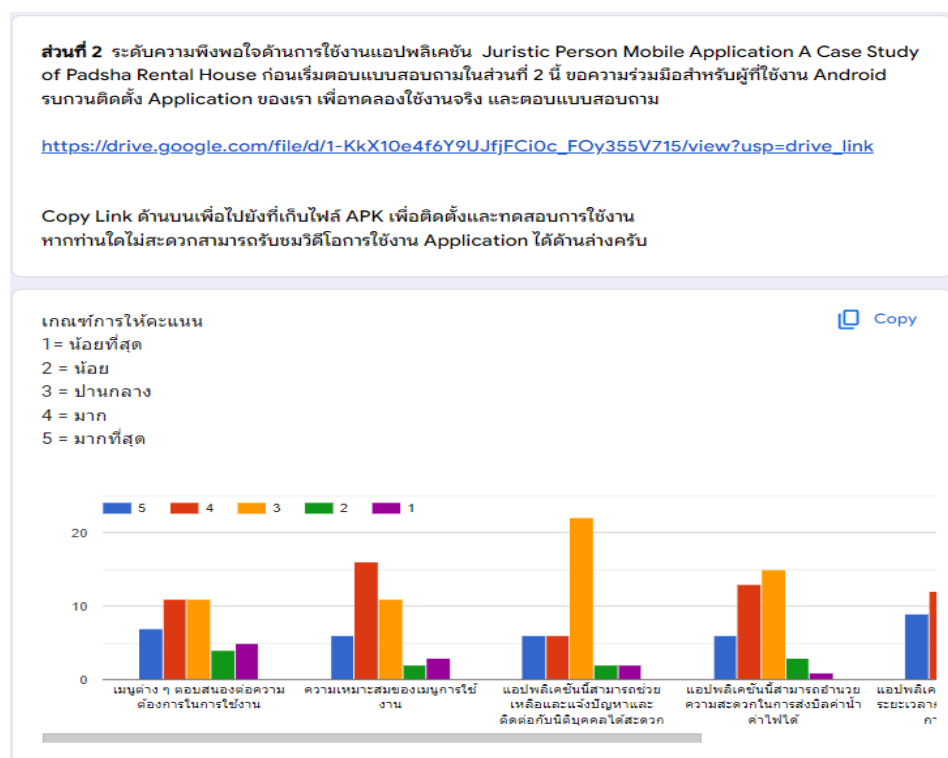 ส่วนที่ 2 ระดับความพึงพอใจด้านการใช้งานแอปพลิเคชัน Juristic Person Mobile Application A Case Study
of Padsha Rental House ก่อนเริ่มตอบแบบสอบถามในส่วนที่ 2 นี้ ขอความร่วมมือสำหรับผู้ที่ใช้งาน Android
รบกวนติดตั้ง Application ของเรา เพื่อทดลองใช้งานจริง และตอบแบบสอบถาม
https://drive.google.com/file/d/1-KkX10e4f6Y9UJfjFCi0c_FOy355V715/view?usp=drive_link
Copy Link ด้านบนเพื่อไปยังที่เก็บไฟล์ APK เพื่อติดตั้งและทดสอบการใช้งาน
หากท่านใดไม่สะดวกสามารถรับชมวิดีโอการใช้งาน Application ได้ด้านล่างครับ
เกณฑ์การให้คะแนน
Copy
1= น้อยที่สุด
2 = น้อย
3 = ปานกลาง
4 = มาก
5 = มากที่สุด
5 4 3 2 1
20
10
0
เมนูต่าง ๆ ตอบสนองต่อความ
ต้องการในการใช้งาน
ความเหมาะสมของเมนูการใช้
งาน
แอปพลิเคชันนี้สามารถช่วย
เหลือและแจ้งปัญหาและ
ติดต่อกับนิติบุคคลได้สะดวก
แอปพลิเคชันนี้สามารถอำนวย
ความสะดวกในการส่งบิลค่าน้ำ
ค่าไฟได้
แอปพลิเค
ระยะเวลา